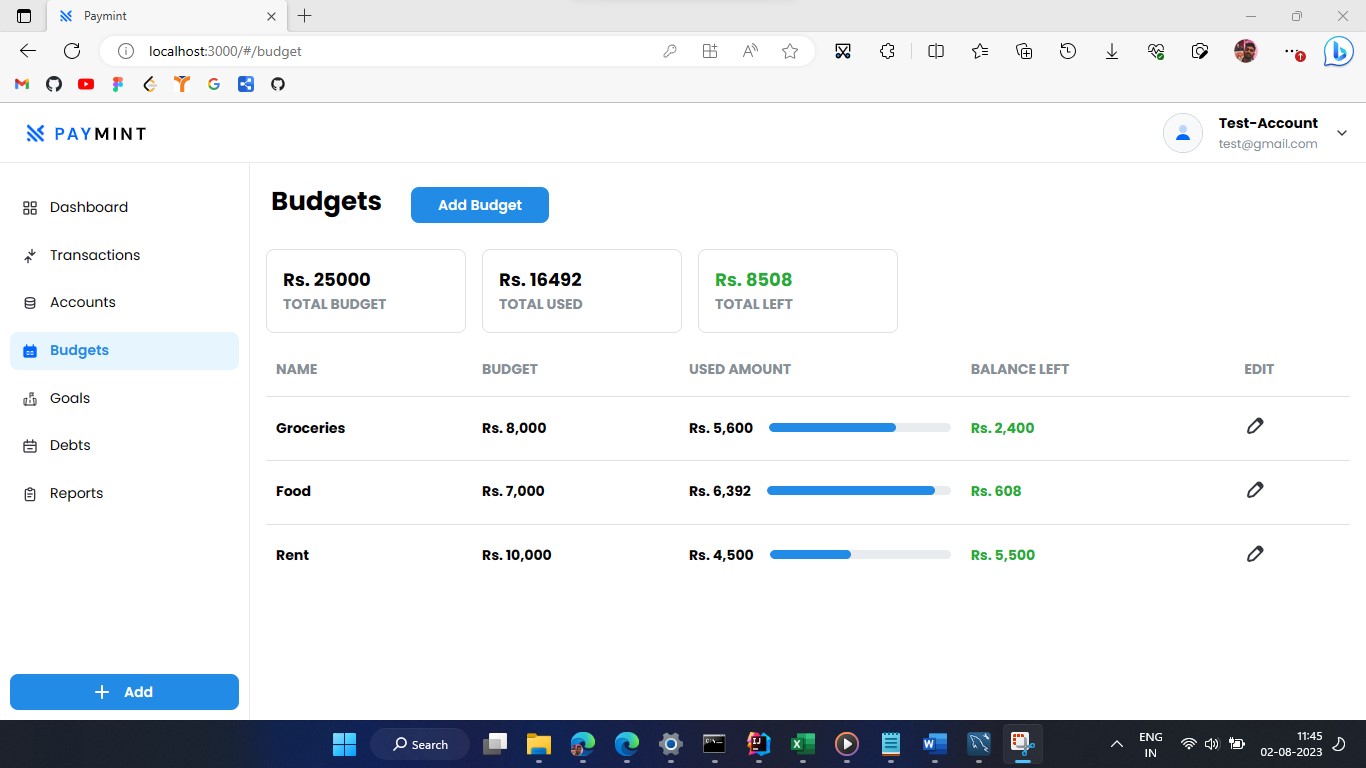 Paymint
localhost:3000/#/budget
PAYMINT
Test-Account
test@gmail.com
Dashboard
Transactions
Accounts
Budgets
Goals
Debts
Reports
Add
Budgets
Add Budget
Rs. 25000
TOTAL BUDGET
Rs. 16492
TOTAL USED
Rs. 8508
TOTAL LEFT
NAME BUDGET USED AMOUNT BALANCE LEFT EDIT
Groceries Rs. 8,000 Rs. 5,600 Rs. 2,400
Food Rs. 7,000 Rs. 6,392 Rs. 608
Rent Rs. 10,000 Rs. 4,500 Rs. 5,500
Search
ENG
IN
11:45
02-08-2023